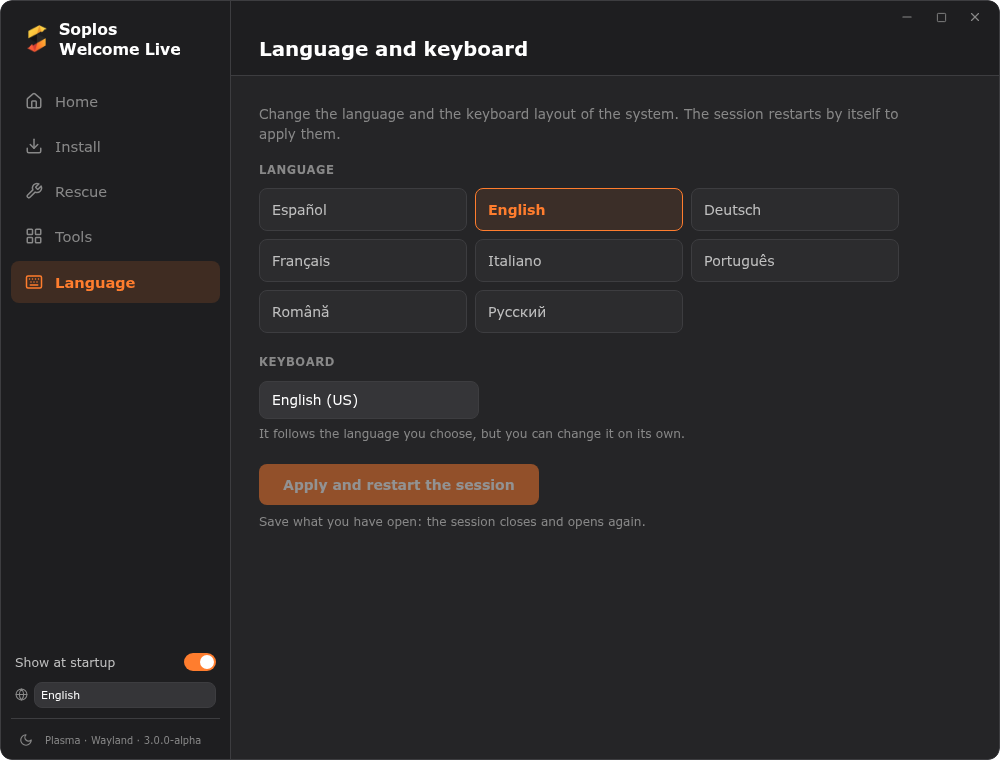 Soplos
Welcome Live
Home
Install
Rescue
Tools
Language
Show at startup
English
Plasma · Wayland · 3.0.0-alpha
Language and keyboard
Change the language and the keyboard layout of the system. The session restarts by itself to
apply them.
LANGUAGE
Español
English
Deutsch
Français
Italiano
Português
Română
Русский
KEYBOARD
English (US)
It follows the language you choose, but you can change it on its own.
Apply and restart the session
Save what you have open: the session closes and opens again.